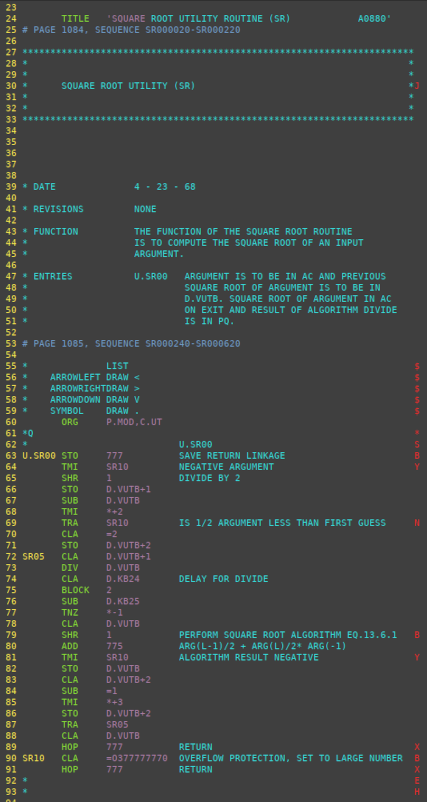 23
24 TITLE 'SQUARE ROOT UTILITY ROUTINE (SR) A0880'
25 # PAGE 1084, SEQUENCE SR000020-SR000220
26
27 **********************************************************************
28 * *
29 * *
30 * SQUARE ROOT UTILITY (SR) *J
31 * *
32 * *
33 **********************************************************************
34
35
36
37
38
39 * DATE 4 - 23 - 68
40
41 * REVISIONS NONE
42
43 * FUNCTION THE FUNCTION OF THE SQUARE ROOT ROUTINE
44 * IS TO COMPUTE THE SQUARE ROOT OF AN INPUT
45 * ARGUMENT.
46
47 * ENTRIES U.SR00 ARGUMENT IS TO BE IN AC AND PREVIOUS
48 * SQUARE ROOT OF ARGUMENT IS TO BE IN
49 * D.VUTB. SQUARE ROOT OF ARGUMENT IN AC
50 * ON EXIT AND RESULT OF ALGORITHM DIVIDE
51 * IS IN PQ.
52
53 # PAGE 1085, SEQUENCE SR000240-SR000620
54
55 * LIST $
56 * ARROWLEFT DRAW < $
57 * ARROWRIGHTDRAW > $
58 * ARROWDOWN DRAW V $
59 * SYMBOL DRAW . $
60 ORG P.MOD,C.UT
61 *Q *
62 * U.SR00 S
63 U.SR00 STO 777 SAVE RETURN LINKAGE B
64 TMI SR10 NEGATIVE ARGUMENT Y
65 SHR 1 DIVIDE BY 2
66 STO D.VUTB+1
67 SUB D.VUTB
68 TMI *+2
69 TRA SR10 IS 1/2 ARGUMENT LESS THAN FIRST GUESS N
70 CLA =2
71 STO D.VUTB+2
72 SR05 CLA D.VUTB+1
73 DIV D.VUTB
74 CLA D.KB24 DELAY FOR DIVIDE
75 BLOCK 2
76 SUB D.KB25
77 TNZ *-1
78 CLA D.VUTB
79 SHR 1 PERFORM SQUARE ROOT ALGORITHM EQ.13.6.1 B
80 ADD 775 ARG(L-1)/2 + ARG(L)/2* ARG(-1)
81 TMI SR10 ALGORITHM RESULT NEGATIVE Y
82 STO D.VUTB
83 CLA D.VUTB+2
84 SUB =1
85 TMI *+3
86 STO D.VUTB+2
87 TRA SR05
88 CLA D.VUTB
89 HOP 777 RETURN X
90 SR10 CLA =O377777770 OVERFLOW PROTECTION, SET TO LARGE NUMBER B
91 HOP 777 RETURN X
92 * E
93 * H